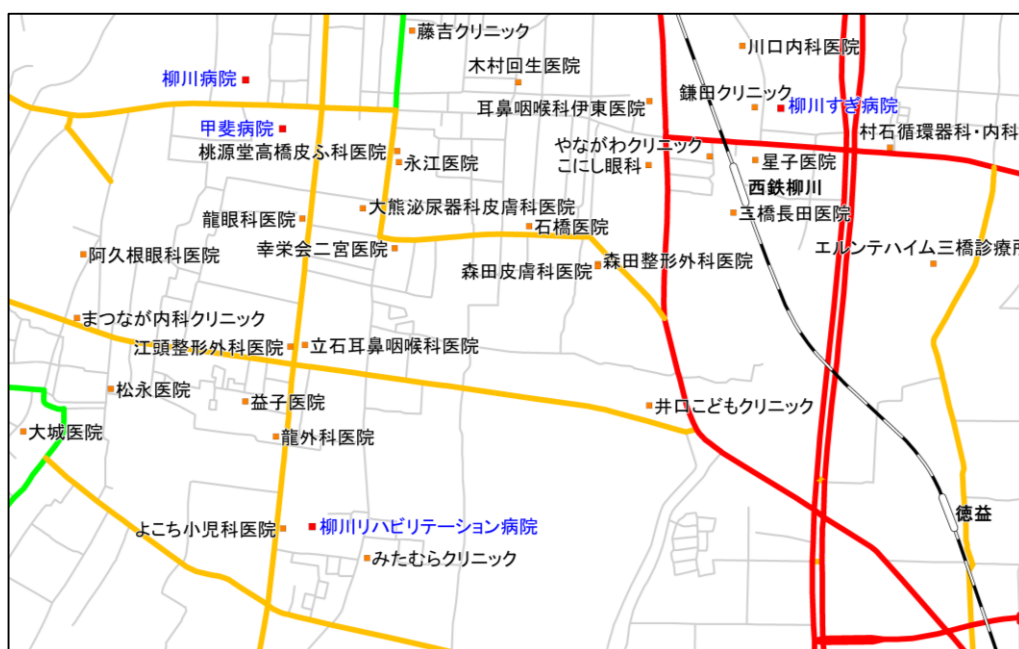 藤吉クリニック
川口内科医院
木村回生医院
柳川病院
鎌田クリニック
耳鼻咽喉科伊東医院
柳川すぎ病院
甲斐病院
村石循環器科・内科
桃源堂高橋皮ふ科医院
やながわクリニック
永江医院
こにし眼科
星子医院
西鉄柳川
大熊泌尿器科皮膚科医院
三橋長田医院
龍眼科医院
石橋医院
幸栄会二宮医院
エルンテハイム三橋診療所
阿久根眼科医院
森田整形外科医院
森田皮膚科医院
まつなが内科クリニック
江頭整形外科医院
立石耳鼻咽喉科医院
松永医院
益子医院
井口こどもクリニック
大城医院
龍外科医院
徳益
よこち小児科医院
柳川リハビリテーション病院
みたむらクリニック